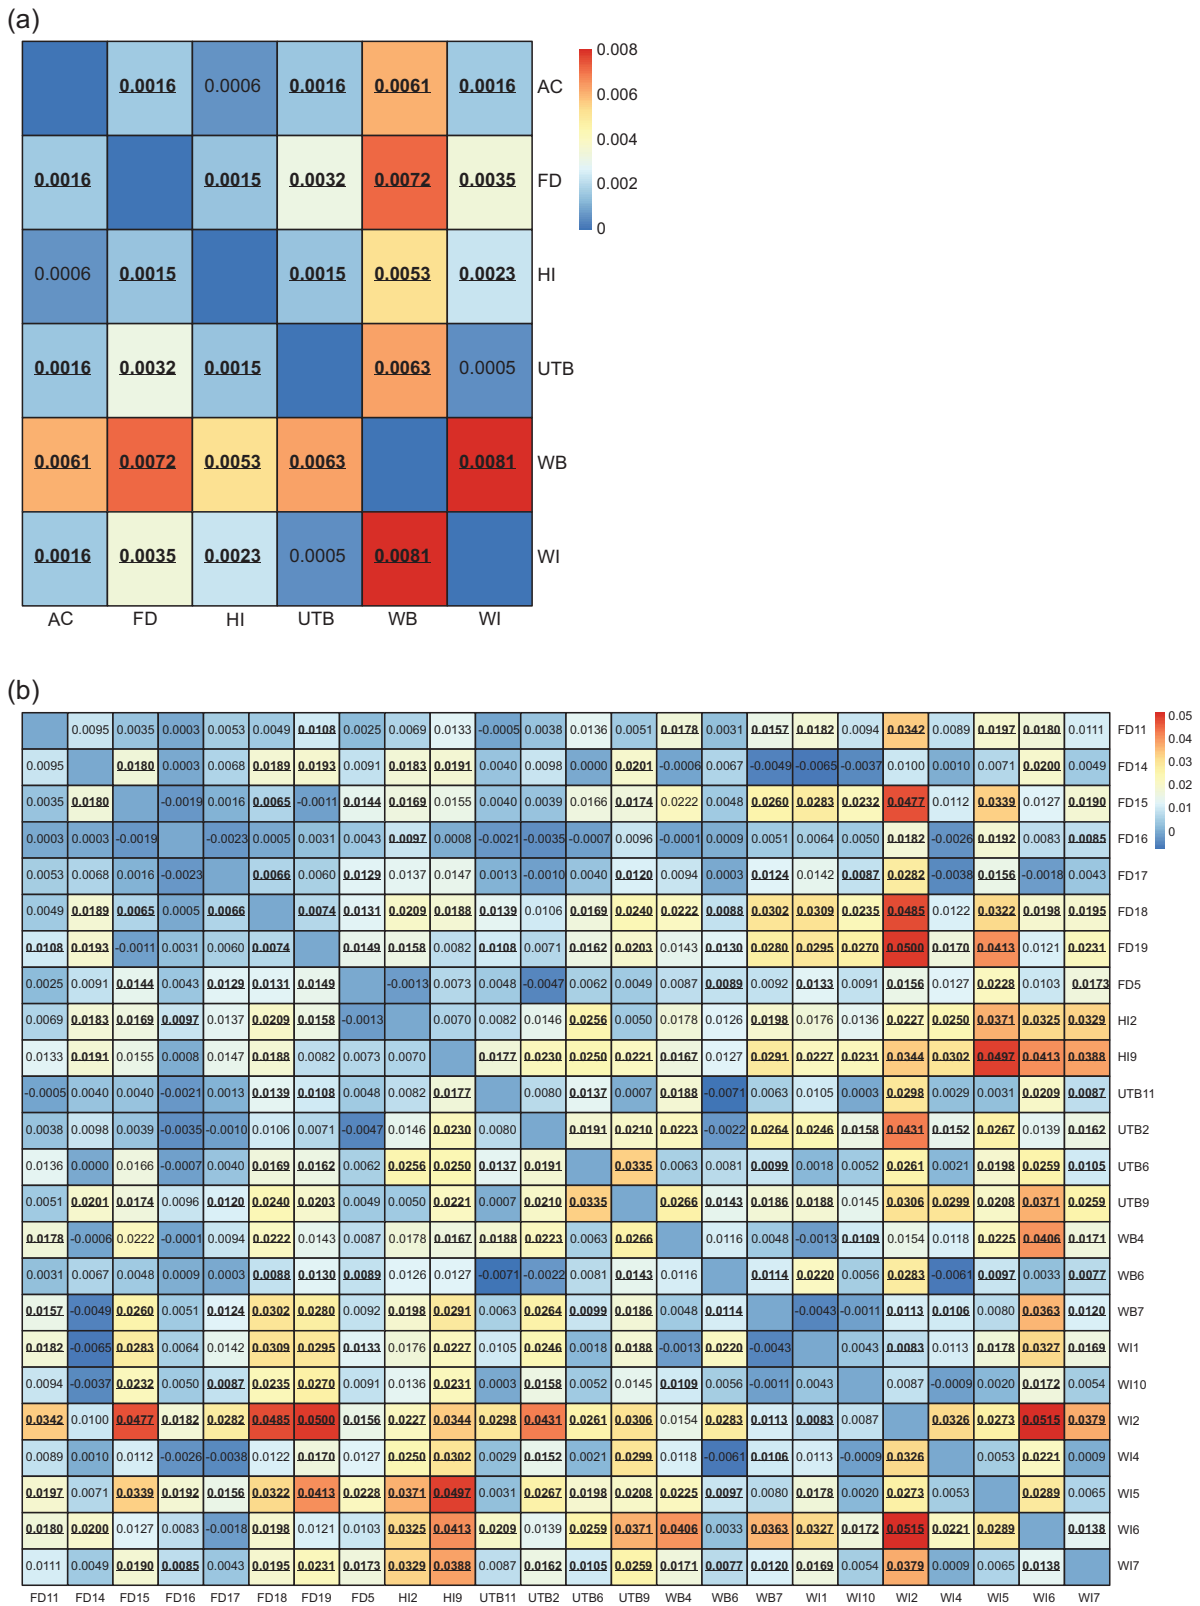 (a)
0.0016 0.0006 0.0016 0.0061 0.0016 AC
0.0016 0.0015 0.0032 0.0072 0.0035 FD
0.0006 0.0015 0.0015 0.0053 0.0023 HI
0.0016 0.0032 0.0015 0.0063 0.0005 UTB
0.0061 0.0072 0.0053 0.0063 0.0081 WB
0.0016 0.0035 0.0023 0.0005 0.0081 WI
AC FD HI UTB WB WI
0.008
0.006
0.004
0.002
0
(b)
0.0095 0.0035 0.0003 0.0053 0.0049 0.0108 0.0025 0.0069 0.0133 -0.0005 0.0038 0.0136 0.0051 0.0178 0.0031 0.0157 0.0182 0.0094 0.0342 0.0089 0.0197 0.0180 0.0111 FD11
0.0095 0.0180 0.0003 0.0068 0.0189 0.0193 0.0091 0.0183 0.0191 0.0040 0.0098 0.0000 0.0201 -0.0006 0.0067 -0.0049 -0.0065 -0.0037 0.0100 0.0010 0.0071 0.0200 0.0049 FD14
0.0035 0.0180 -0.0019 0.0016 0.0065 -0.0011 0.0144 0.0169 0.0155 0.0040 0.0039 0.0166 0.0174 0.0222 0.0048 0.0260 0.0283 0.0232 0.0477 0.0112 0.0339 0.0127 0.0190 FD15
0.0003 0.0003 -0.0019 -0.0023 0.0005 0.0031 0.0043 0.0097 0.0008 -0.0021 -0.0035 -0.0007 0.0096 -0.0001 0.0009 0.0051 0.0064 0.0050 0.0182 -0.0026 0.0192 0.0083 0.0085 FD16
0.0053 0.0068 0.0016 -0.0023 0.0066 0.0060 0.0129 0.0137 0.0147 0.0013 -0.0010 0.0040 0.0120 0.0094 0.0003 0.0124 0.0142 0.0087 0.0282 -0.0038 0.0156 -0.0018 0.0043 FD17
0.0049 0.0189 0.0065 0.0005 0.0066 0.0074 0.0131 0.0209 0.0188 0.0139 0.0106 0.0169 0.0240 0.0222 0.0088 0.0302 0.0309 0.0235 0.0485 0.0122 0.0322 0.0198 0.0195 FD18
0.0108 0.0193 -0.0011 0.0031 0.0060 0.0074 0.0149 0.0158 0.0082 0.0108 0.0071 0.0162 0.0203 0.0143 0.0130 0.0280 0.0295 0.0270 0.0500 0.0170 0.0413 0.0121 0.0231 FD19
0.0025 0.0091 0.0144 0.0043 0.0129 0.0131 0.0149 -0.0013 0.0073 0.0048 -0.0047 0.0062 0.0049 0.0087 0.0089 0.0092 0.0133 0.0091 0.0156 0.0127 0.0228 0.0103 0.0173 FD5
0.0069 0.0183 0.0169 0.0097 0.0137 0.0209 0.0158 -0.0013 0.0070 0.0082 0.0146 0.0256 0.0050 0.0178 0.0126 0.0198 0.0176 0.0136 0.0227 0.0250 0.0371 0.0325 0.0329 HI2
0.0133 0.0191 0.0155 0.0008 0.0147 0.0188 0.0082 0.0073 0.0070 0.0177 0.0230 0.0250 0.0221 0.0167 0.0127 0.0291 0.0227 0.0231 0.0344 0.0302 0.0497 0.0413 0.0388 HI9
-0.0005 0.0040 0.0040 -0.0021 0.0013 0.0139 0.0108 0.0048 0.0082 0.0177 0.0080 0.0137 0.0007 0.0188 -0.0071 0.0063 0.0105 0.0003 0.0298 0.0029 0.0031 0.0209 0.0087 UTB11
0.0038 0.0098 0.0039 -0.0035 -0.0010 0.0106 0.0071 -0.0047 0.0146 0.0230 0.0080 0.0191 0.0210 0.0223 -0.0022 0.0264 0.0246 0.0158 0.0431 0.0152 0.0267 0.0139 0.0162 UTB2
0.0136 0.0000 0.0166 -0.0007 0.0040 0.0169 0.0162 0.0062 0.0256 0.0250 0.0137 0.0191 0.0335 0.0063 0.0081 0.0099 0.0018 0.0052 0.0261 0.0021 0.0198 0.0259 0.0105 UTB6
0.0051 0.0201 0.0174 0.0096 0.0120 0.0240 0.0203 0.0049 0.0050 0.0221 0.0007 0.0210 0.0335 0.0266 0.0143 0.0186 0.0188 0.0145 0.0306 0.0299 0.0208 0.0371 0.0259 UTB9
0.0178 -0.0006 0.0222 -0.0001 0.0094 0.0222 0.0143 0.0087 0.0178 0.0167 0.0188 0.0223 0.0063 0.0266 0.0116 0.0048 -0.0013 0.0109 0.0154 0.0118 0.0225 0.0406 0.0171 WB4
0.0031 0.0067 0.0048 0.0009 0.0003 0.0088 0.0130 0.0089 0.0126 0.0127 -0.0071 -0.0022 0.0081 0.0143 0.0116 0.0114 0.0220 0.0056 0.0283 -0.0061 0.0097 0.0033 0.0077 WB6
0.0157 -0.0049 0.0260 0.0051 0.0124 0.0302 0.0280 0.0092 0.0198 0.0291 0.0063 0.0264 0.0099 0.0186 0.0048 0.0114 -0.0043 -0.0011 0.0113 0.0106 0.0080 0.0363 0.0120 WB7
0.0182 -0.0065 0.0283 0.0064 0.0142 0.0309 0.0295 0.0133 0.0176 0.0227 0.0105 0.0246 0.0018 0.0188 -0.0013 0.0220 -0.0043 0.0043 0.0083 0.0113 0.0178 0.0327 0.0169 WI1
0.0094 -0.0037 0.0232 0.0050 0.0087 0.0235 0.0270 0.0091 0.0136 0.0231 0.0003 0.0158 0.0052 0.0145 0.0109 0.0056 -0.0011 0.0043 0.0087 -0.0009 0.0020 0.0172 0.0054 WI10
0.0342 0.0100 0.0477 0.0182 0.0282 0.0485 0.0500 0.0156 0.0227 0.0344 0.0298 0.0431 0.0261 0.0306 0.0154 0.0283 0.0113 0.0083 0.0087 0.0326 0.0273 0.0515 0.0379 WI2
0.0089 0.0010 0.0112 -0.0026 -0.0038 0.0122 0.0170 0.0127 0.0250 0.0302 0.0029 0.0152 0.0021 0.0299 0.0118 -0.0061 0.0106 0.0113 -0.0009 0.0326 0.0053 0.0221 0.0009 WI4
0.0197 0.0071 0.0339 0.0192 0.0156 0.0322 0.0413 0.0228 0.0371 0.0497 0.0031 0.0267 0.0198 0.0208 0.0225 0.0097 0.0080 0.0178 0.0020 0.0273 0.0053 0.0289 0.0065 WI5
0.0180 0.0200 0.0127 0.0083 -0.0018 0.0198 0.0121 0.0103 0.0325 0.0413 0.0209 0.0139 0.0259 0.0371 0.0406 0.0033 0.0363 0.0327 0.0172 0.0515 0.0221 0.0289 0.0138 WI6
0.0111 0.0049 0.0190 0.0085 0.0043 0.0195 0.0231 0.0173 0.0329 0.0388 0.0087 0.0162 0.0105 0.0259 0.0171 0.0077 0.0120 0.0169 0.0054 0.0379 0.0009 0.0065 0.0138 WI7
FD11 FD14 FD15 FD16 FD17 FD18 FD19 FD5 HI2 HI9 UTB11 UTB2 UTB6 UTB9 WB4 WB6 WB7 WI1 WI10 WI2 WI4 WI5 WI6 WI7
0.05
0.04
0.03
0.02
0.01
0